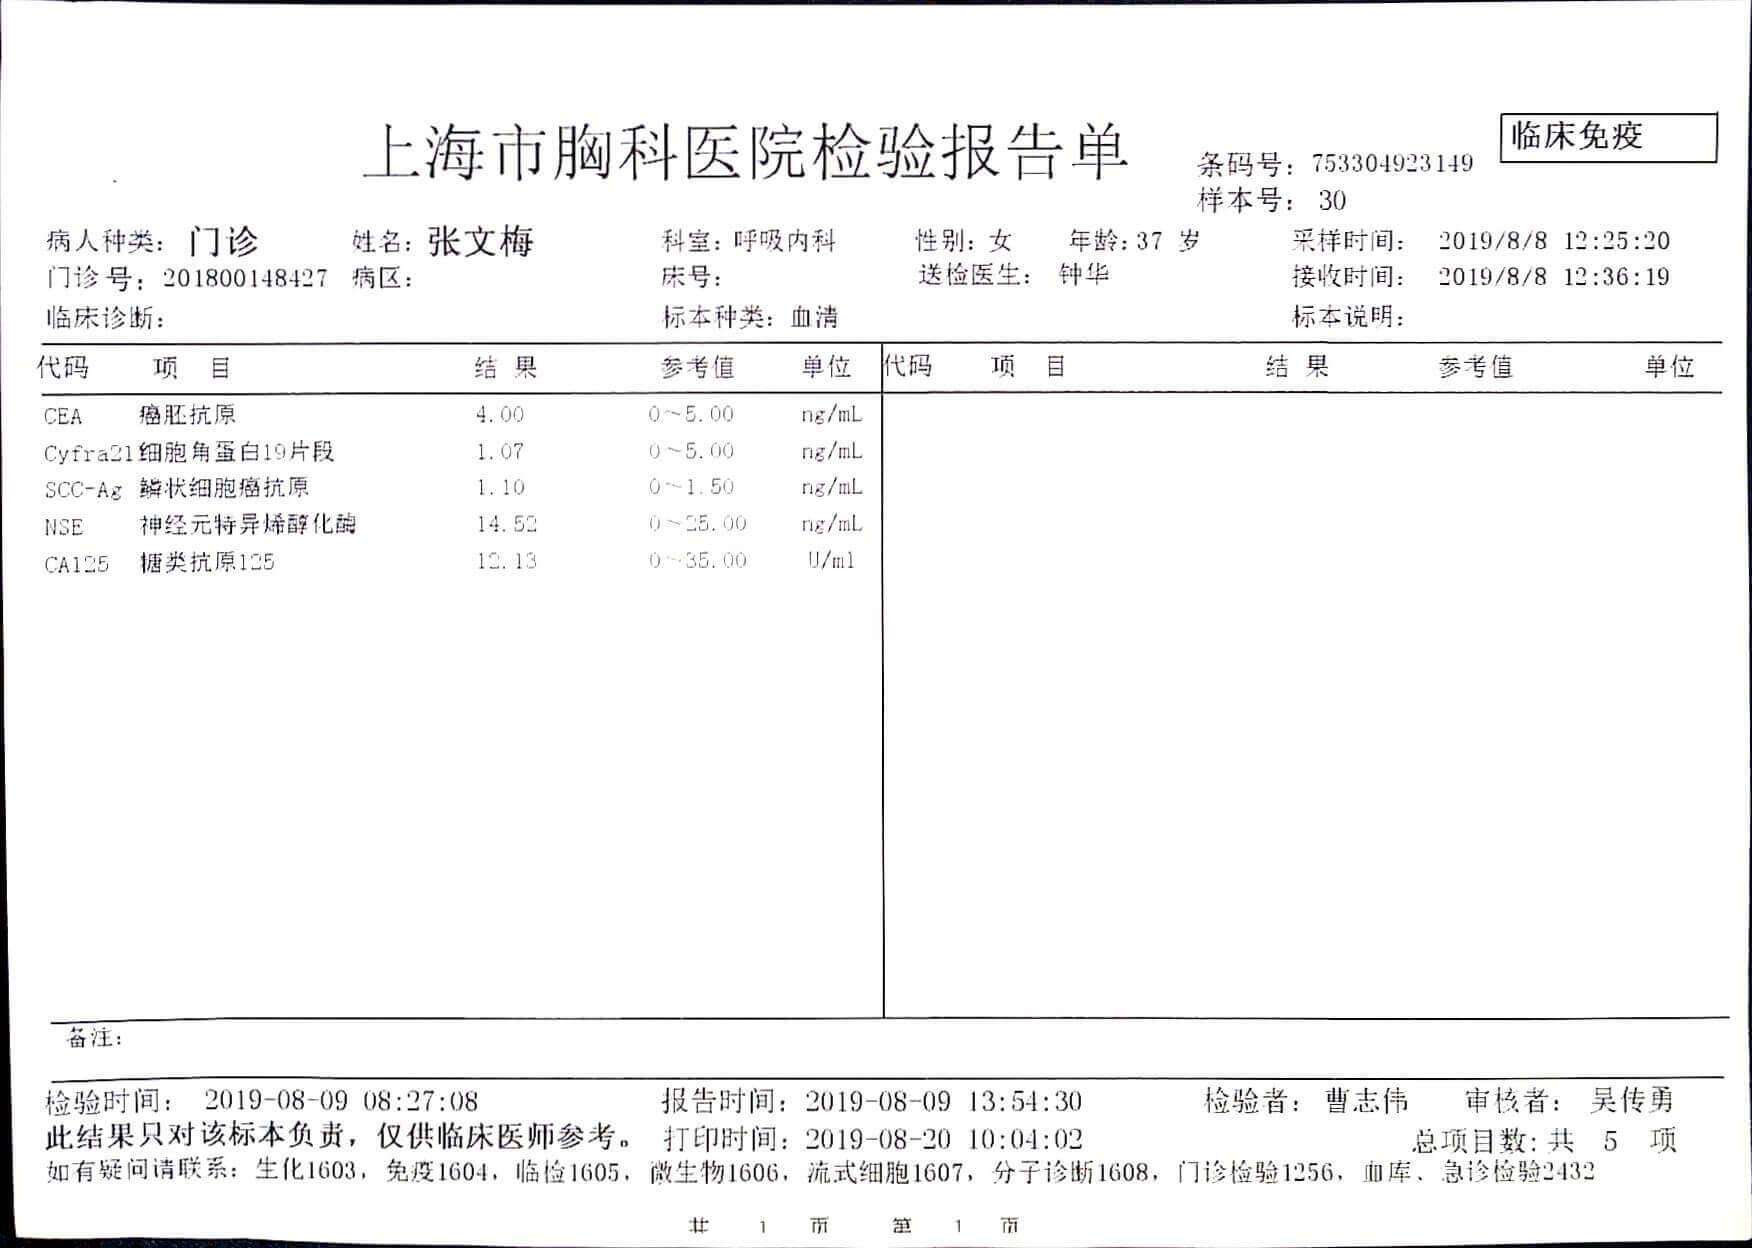 上海市胸科医院检验报告单
临床免疫
条码号：753304923149
样本号：30
病人种类：门诊 姓名：张文梅 科室：呼吸内科 性别：女 年龄：37 岁 采样时间：2019/8/8 12:25:20
门诊号：201800148427 病区： 床号： 送检医生：钟华 接收时间：2019/8/8 12:36:19
临床诊断： 标本种类：血清 标本说明：
代码 项 目 结 果 参考值 单位 代码 项 目 结 果 参考值 单位
CEA 癌胚抗原 4.00 0～5.00 ng/mL
Cyfra21细胞角蛋白19片段 1.07 0～5.00 ng/mL
SCC-Ag 鳞状细胞癌抗原 1.10 0～1.50 ng/mL
NSE 神经元特异烯醇化酶 14.52 0～25.00 ng/mL
CA125 糖类抗原125 12.13 0～35.00 U/ml
备注：
检验时间：2019-08-09 08:27:08 报告时间：2019-08-09 13:54:30 检验者：曹志伟 审核者：吴传勇
此结果只对该标本负责，仅供临床医师参考。 打印时间：2019-08-20 10:04:02 总项目数：共 5 项
如有疑问请联系：生化1603，免疫1604，临检1605，微生物1606，流式细胞1607，分子诊断1608，门诊检验1256，血库、急诊检验2432
共 1 页 第 1 页